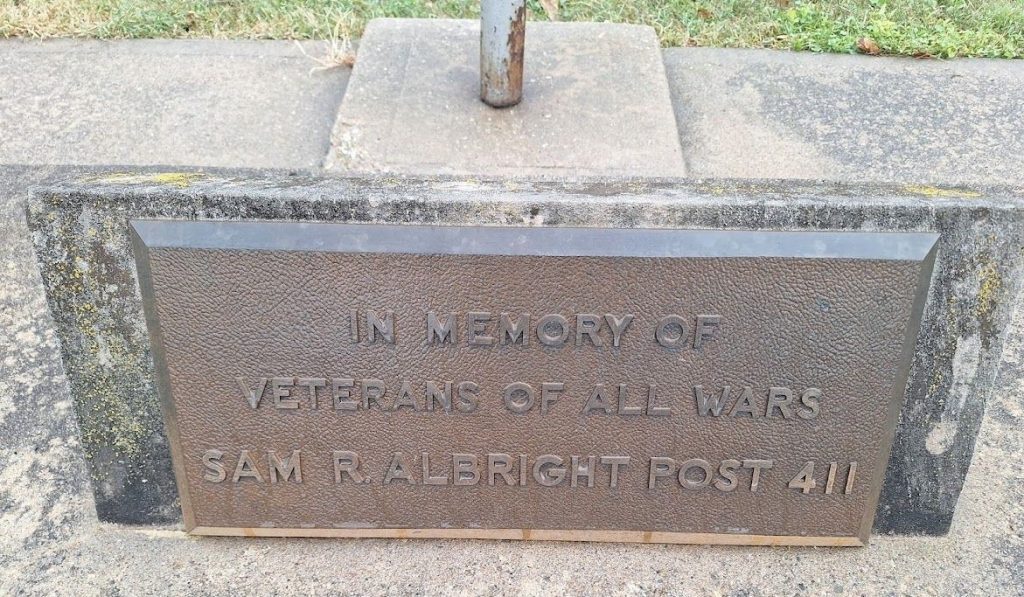 IN MEMORY OF
VETERANS OF ALL WARS
SAM R. ALBRIGHT POST 411